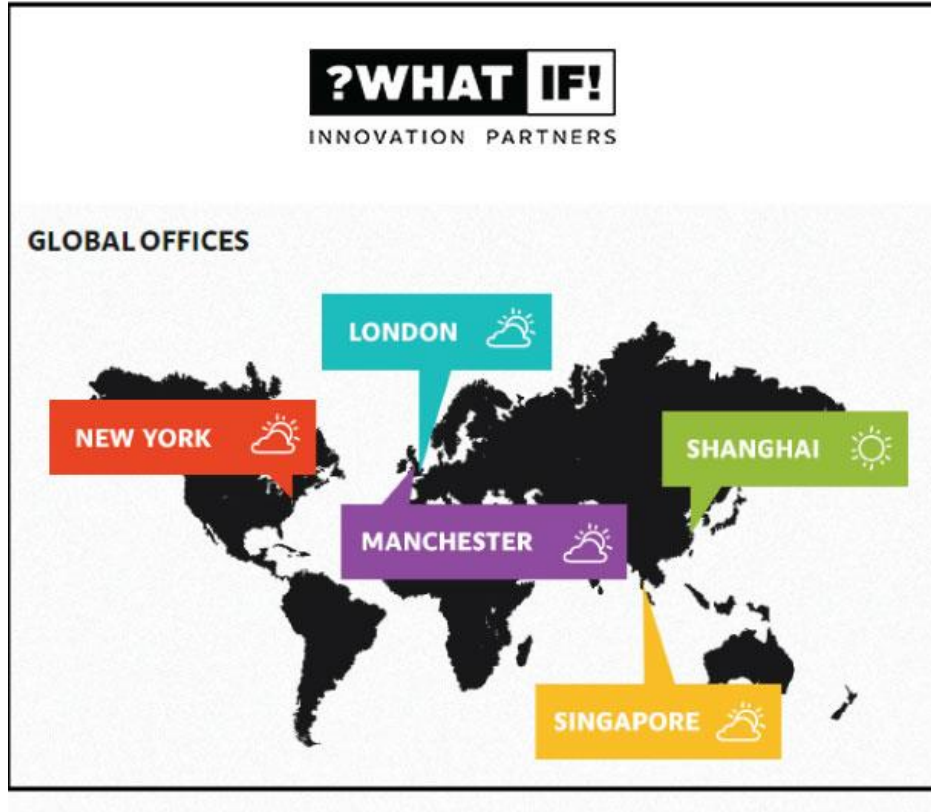 ?WHAT IF!
INNOVATION PARTNERS
GLOBAL OFFICES
LONDON
NEW YORK
SHANGHAI
MANCHESTER
SINGAPORE